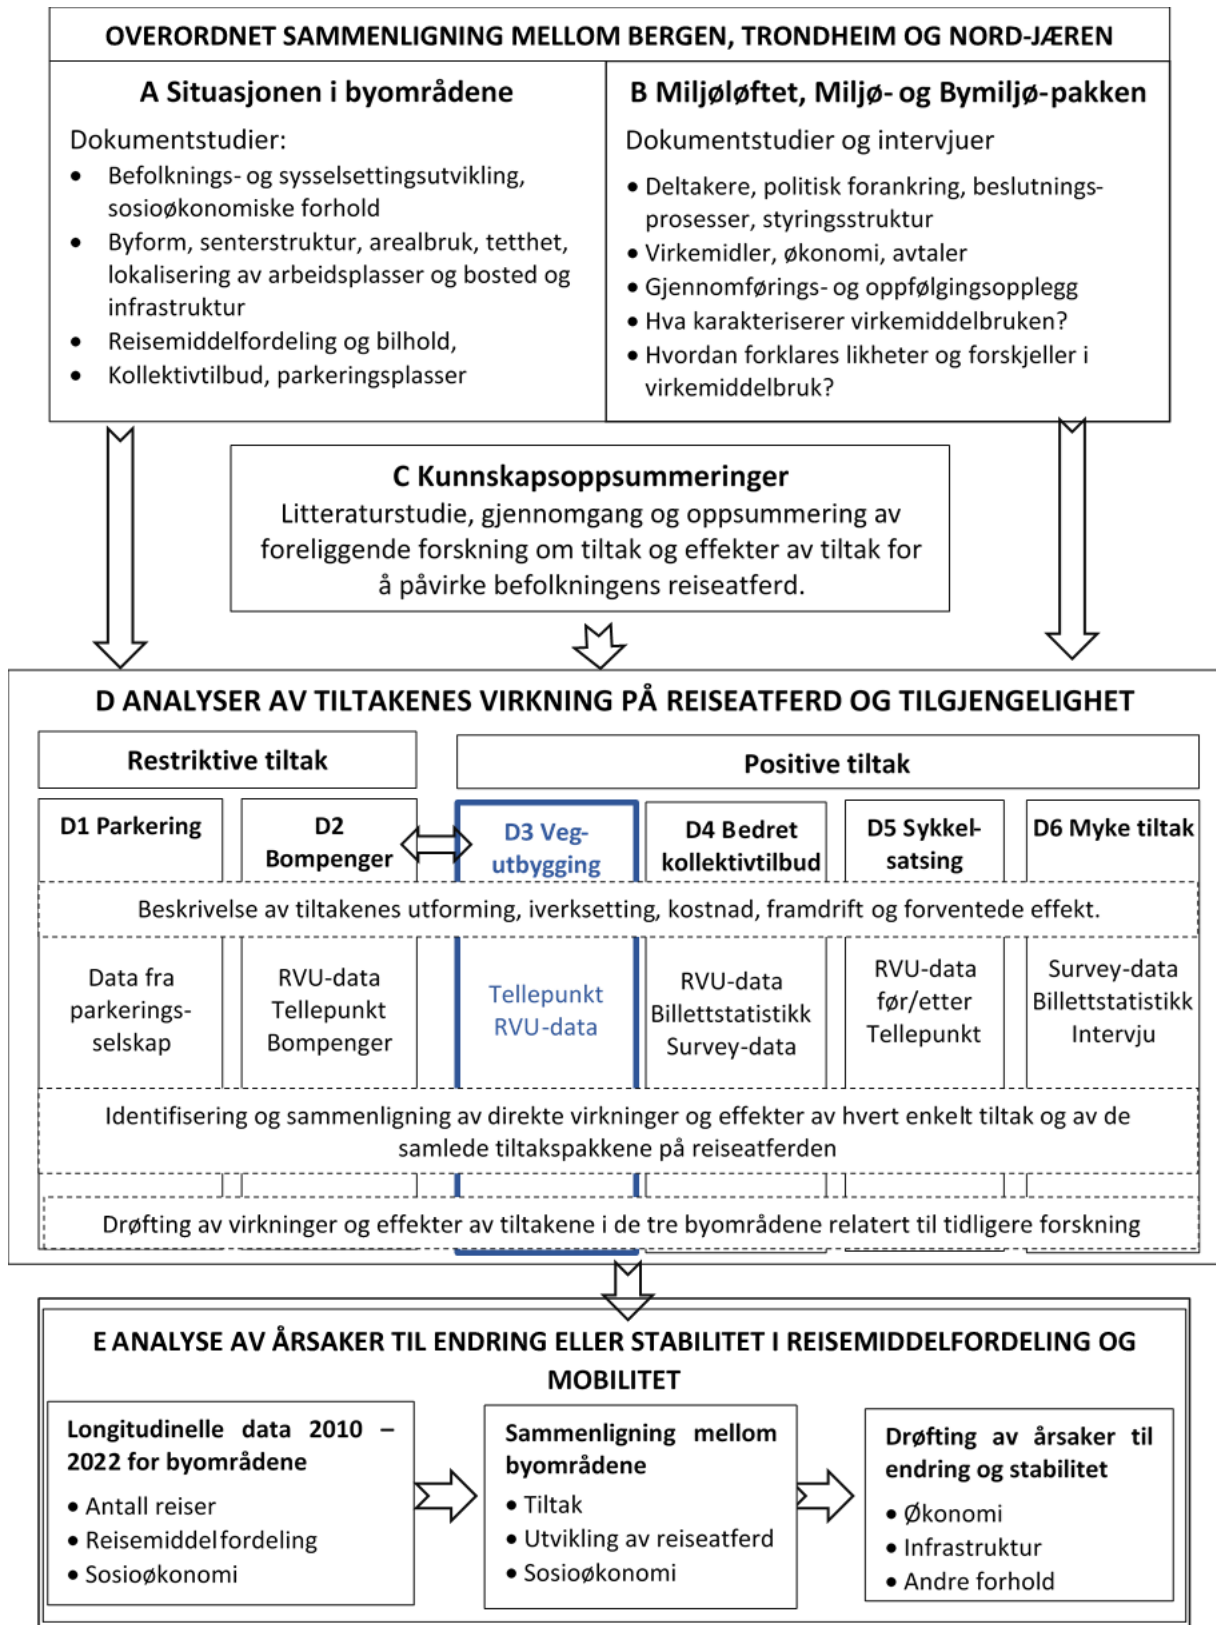 OVERORDNET SAMMENLIGNING MELLOM BERGEN, TRONDHEIM OG NORD-JÆREN
A Situasjonen i byområdene
Dokumentstudier:
• Befolknings- og sysselsettingsutvikling,
sosioøkonomiske forhold
• Byform, senterstruktur, arealbruk, tetthet,
lokalisering av arbeidsplasser og bosted og
infrastruktur
• Reisemiddelfordeling og bilhold,
• Kollektivtilbud, parkeringsplasser
B Miljøløftet, Miljø- og Bymiljø-pakken
Dokumentstudier og intervjuer
• Deltakere, politisk forankring, beslutnings-
prosesser, styringsstruktur
• Virkemidler, økonomi, avtaler
• Gjennomførings- og oppfølgingsopplegg
• Hva karakteriserer virkemiddelbruken?
• Hvordan forklares likheter og forskjeller i
virkemiddelbruk?
C Kunnskapsoppsummeringer
Litteraturstudie, gjennomgang og oppsummering av
foreliggende forskning om tiltak og effekter av tiltak for
å påvirke befolkningens reiseatferd.
D ANALYSER AV TILTAKENES VIRKNING PÅ REISEATFERD OG TILGJENGELIGHET
Restriktive tiltak
Positive tiltak
D1 Parkering
D2
Bompenger
D3 Veg-
utbygging
D4 Bedret
kollektivtilbud
D5 Sykkel-
satsing
D6 Myke tiltak
Beskrivelse av tiltakenes utforming, iverksetting, kostnad, framdrift og forventede effekt.
Data fra
parkerings-
selskap
RVU-data
Tellepunkt
Bompenger
Tellepunkt
RVU-data
RVU-data
Billettstatistikk
Survey-data
RVU-data
før/etter
Tellepunkt
Survey-data
Billettstatistikk
Intervju
Identifisering og sammenligning av direkte virkninger og effekter av hvert enkelt tiltak og av de
samlede tiltakspakkene på reiseatferden
Drøfting av virkninger og effekter av tiltakene i de tre byområdene relatert til tidligere forskning
E ANALYSE AV ÅRSAKER TIL ENDRING ELLER STABILITET I REISEMIDDELFORDELING OG
MOBILITET
Longitudinelle data 2010 –
2022 for byområdene
• Antall reiser
• Reisemiddelfordeling
• Sosioøkonomi
Sammenligning mellom
byområdene
• Tiltak
• Utvikling av reiseatferd
• Sosioøkonomi
Drøfting av årsaker til
endring og stabilitet
• Økonomi
• Infrastruktur
• Andre forhold